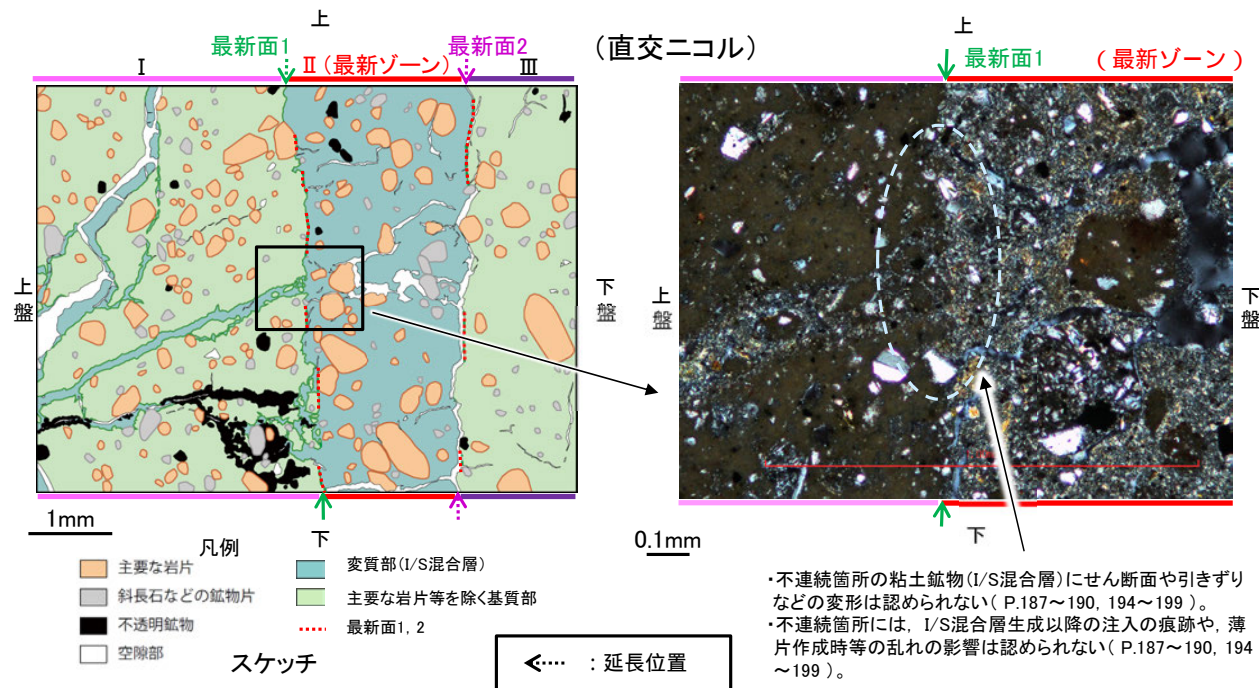 上
最新面1
最新面2
Ⅰ
Ⅱ(最新ゾーン)
Ⅲ
(直交ニコル)
上盤
下盤
下
1mm
凡例
主要な岩片
斜長石などの鉱物片
不透明鉱物
空隙部
変質部(I/S混合層)
主要な岩片等を除く基質部
最新面1, 2
スケッチ
: 延長位置
上
最新面1
(最新ゾーン)
上盤
下盤
下
0.1mm
・不連続箇所の粘土鉱物(I/S混合層)にせん断面や引きずり
などの変形は認められない( P.187~190, 194~199 )。
・不連続箇所には, I/S混合層生成以降の注入の痕跡や, 薄
片作成時等の乱れの影響は認められない( P.187~190, 194
~199 )。